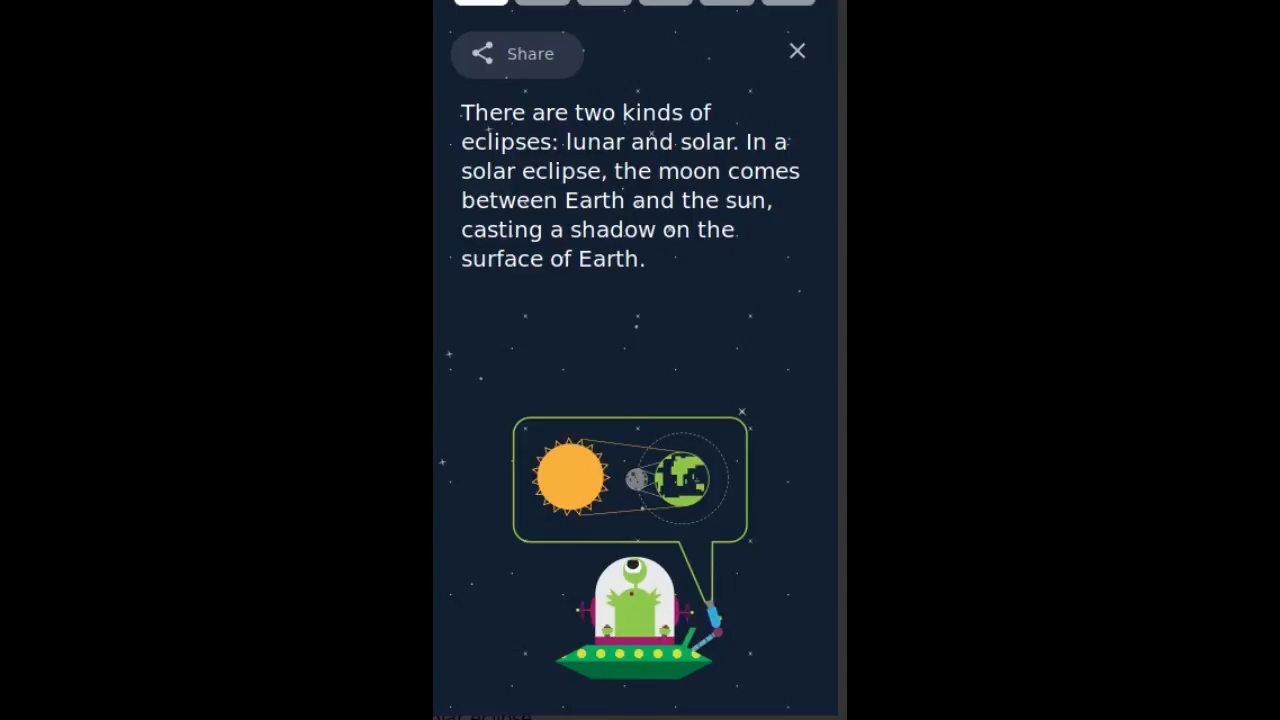 Share
There are two kinds of
eclipses: lunar and solar. In a
solar eclipse, the moon comes
between Earth and the sun,
casting a shadow on the
surface of Earth.